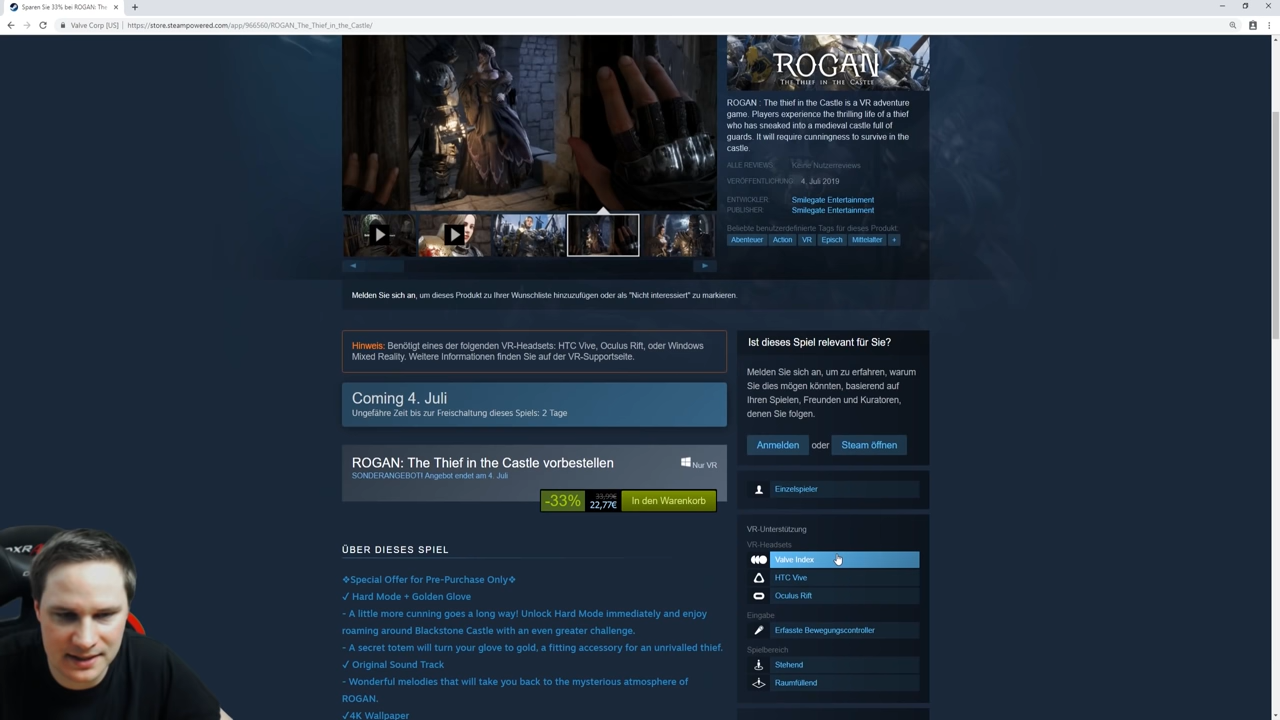 Sparen Sie 33% bei ROGAN: The
Valve Corp [US] | https://store.steampowered.com/app/966560/ROGAN_The_Thief_in_the_Castle/
ROGAN
THE THIEF IN THE CASTLE
ROGAN : The thief in the Castle is a VR adventure
game. Players experience the thrilling life of a thief
who has sneaked into a medieval castle full of
guards. It will require cunningness to survive in the
castle.
ALLE REVIEWS: Keine Nutzerreviews
VERÖFFENTLICHUNG: 4. Juli 2019
ENTWICKLER Smilegate Entertainment
PUBLISHER Smilegate Entertainment
Beliebte benutzerdefinierte Tags für dieses Produkt:
Abenteuer Action VR Episch Mittelalter +
Melden Sie sich an, um dieses Produkt zu Ihrer Wunschliste hinzuzufügen oder als "Nicht interessiert" zu markieren.
Hinweis: Benötigt eines der folgenden VR-Headsets: HTC Vive, Oculus Rift, oder Windows
Mixed Reality. Weitere Informationen finden Sie auf der VR-Supportseite.
Coming 4. Juli
Ungefähre Zeit bis zur Freischaltung dieses Spiels: 2 Tage
ROGAN: The Thief in the Castle vorbestellen
Nur VR
SONDERANGEBOT! Angebot endet am 4. Juli
-33% 33,99€
22,77€
In den Warenkorb
ÜBER DIESES SPIEL
❖Special Offer for Pre-Purchase Only❖
✓ Hard Mode + Golden Glove
- A little more cunning goes a long way! Unlock Hard Mode immediately and enjoy
roaming around Blackstone Castle with an even greater challenge.
- A secret totem will turn your glove to gold, a fitting accessory for an unrivalled thief.
✓ Original Sound Track
- Wonderful melodies that will take you back to the mysterious atmosphere of
ROGAN.
✓4K Wallpaper
Ist dieses Spiel relevant für Sie?
Melden Sie sich an, um zu erfahren, warum
Sie dies mögen könnten, basierend auf
Ihren Spielen, Freunden und Kuratoren,
denen Sie folgen.
Anmelden oder Steam öffnen
Einzelspieler
VR-Unterstützung
VR-Headsets
Valve Index
HTC Vive
Oculus Rift
Eingabe
Erfasste Bewegungscontroller
Spielbereich
Stehend
Raumfüllend